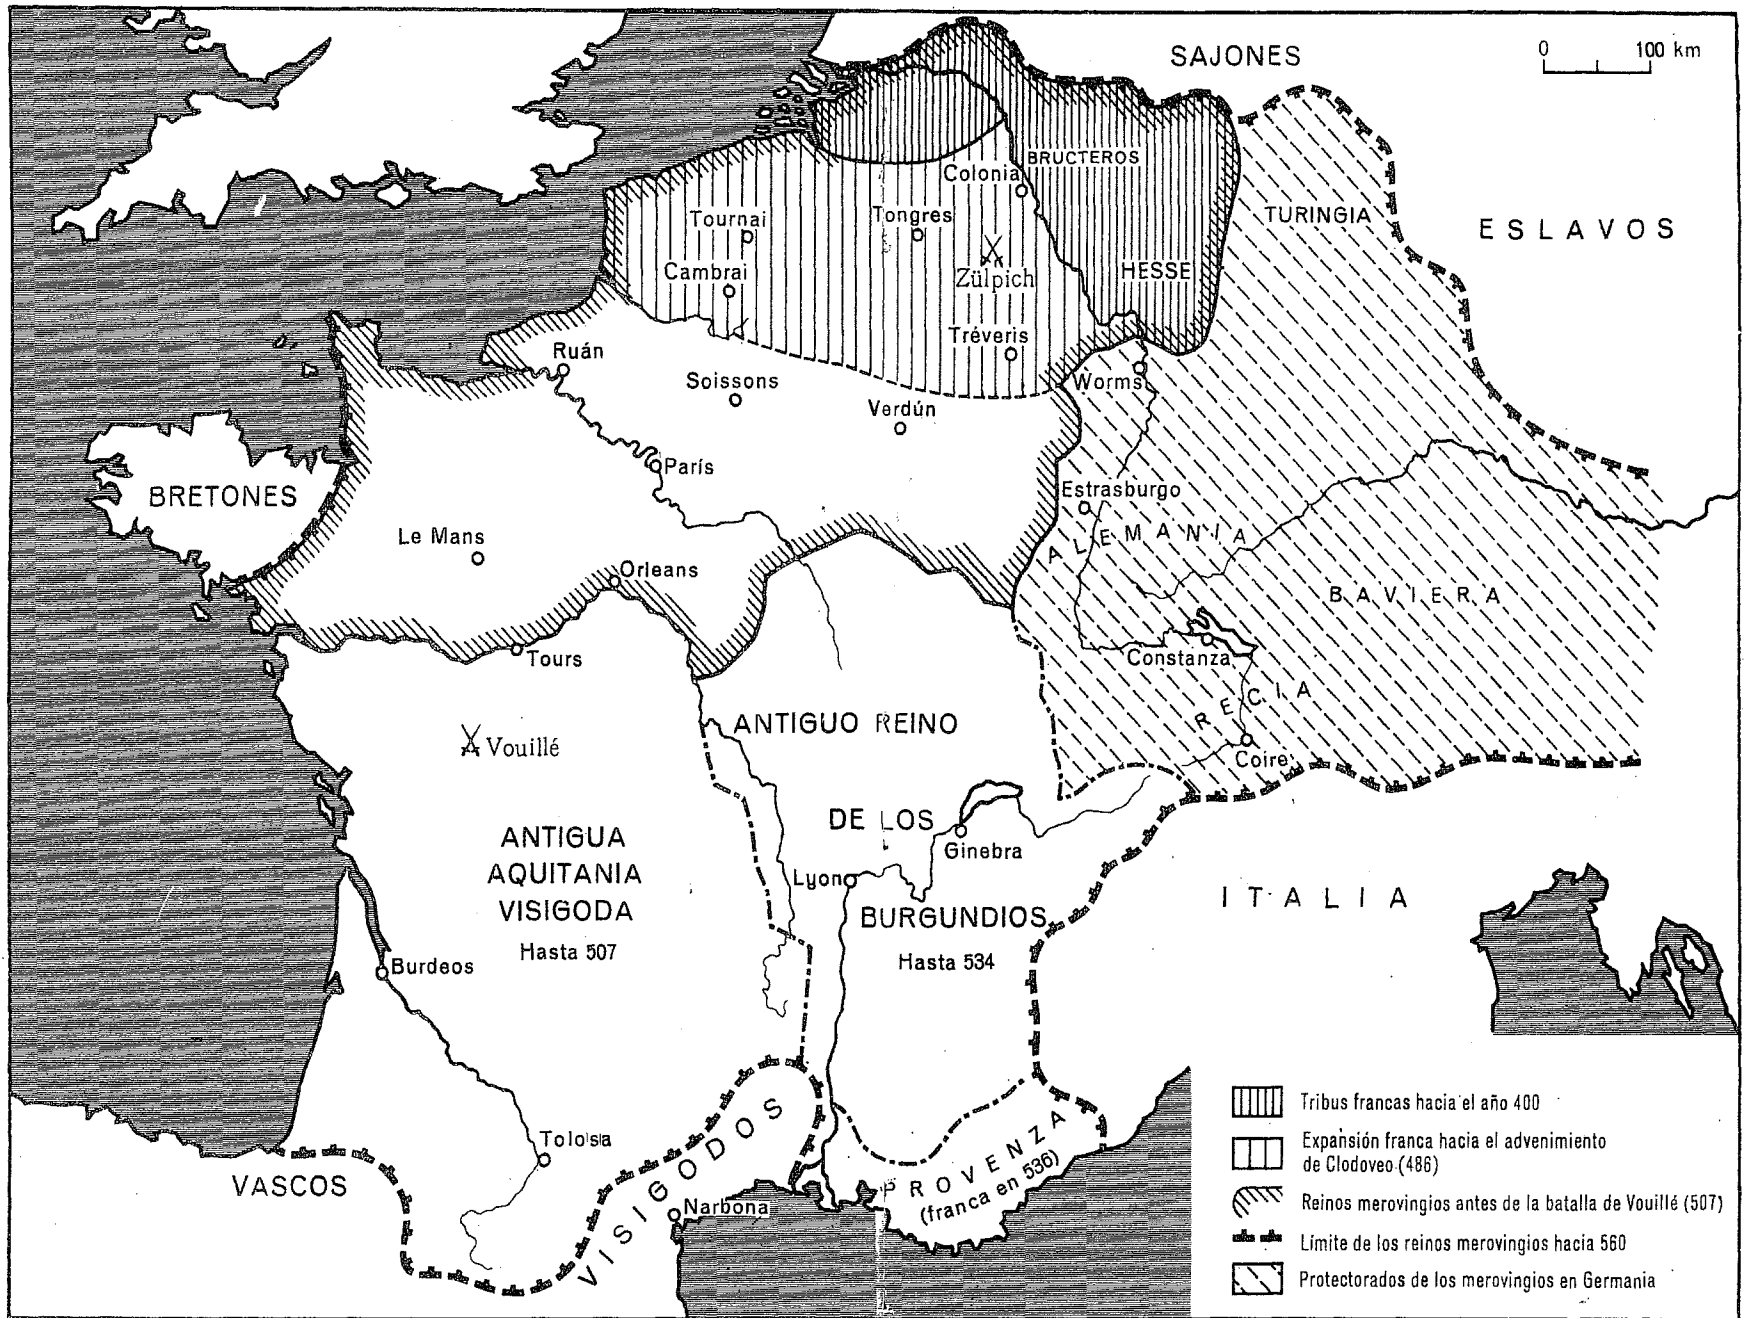 SAJONES
0 100 km
BRUCTEROS
Colonia
Tournai
Tongres
TURINGIA
ESLAVOS
Cambrai
Zülpich
HESSE
Tréveris
Ruán
Soissons
Worms
Verdún
París
BRETONES
Estrasburgo
Le Mans
ALEMANIA
Orleans
BAVIERA
Tours
Constanza
RECIA
Vouillé
ANTIGUO REINO
Coire
DE LOS
Ginebra
ANTIGUA
AQUITANIA
VISIGODA
Hasta 507
Lyon
BURGUNDIOS
Hasta 534
ITALIA
Burdeos
Tolosa
VASCOS
VISIGODOS
Narbona
PROVENZA
(franca en 536)
Tribus francas hacia el año 400
Expansión franca hacia el advenimiento
de Clodoveo (486)
Reinos merovingios antes de la batalla de Vouillé (507)
Límite de los reinos merovingios hacia 560
Protectorados de los merovingios en Germania